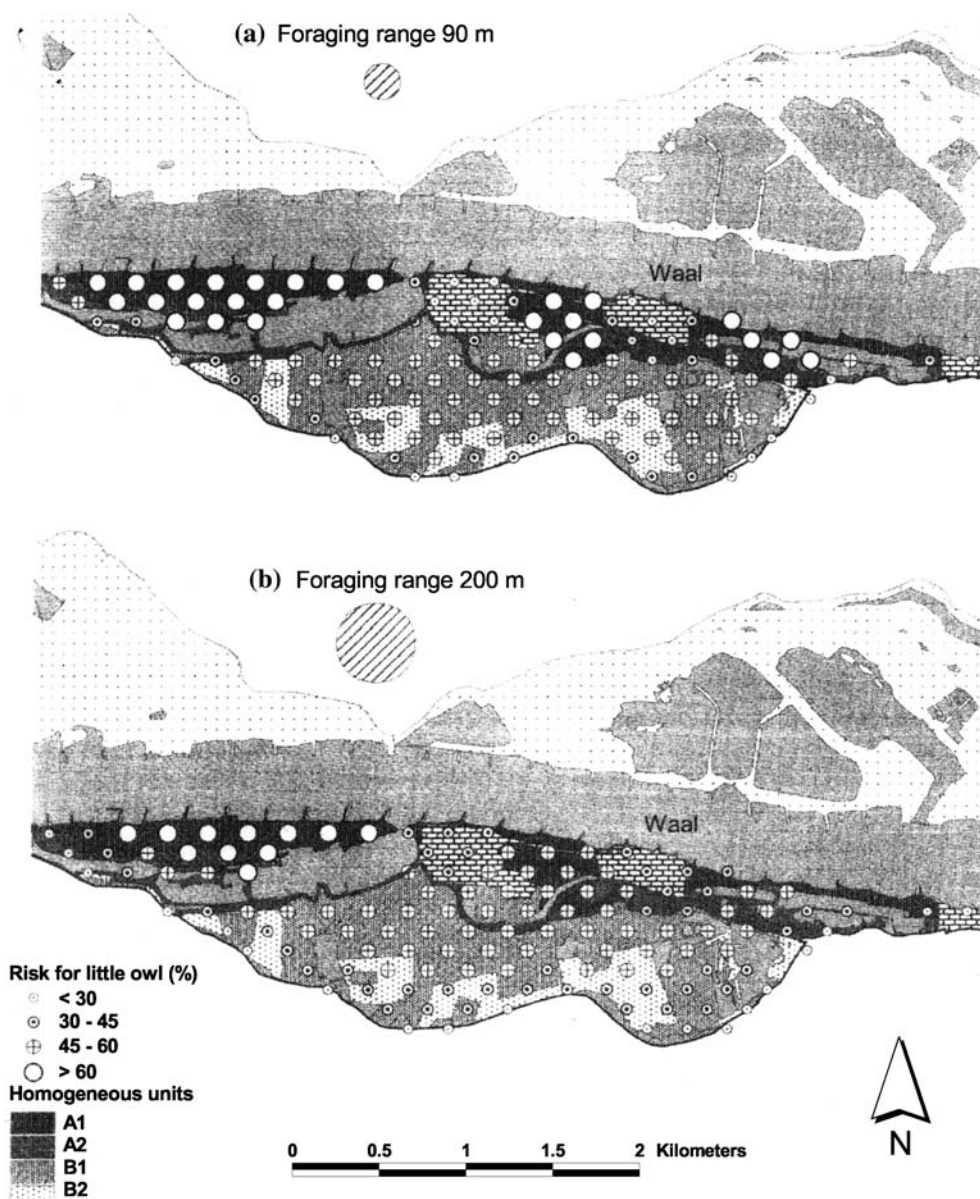 (a) Foraging range 90 m
Waal
(b) Foraging range 200 m
Waal
Risk for little owl (%)
< 30
30 - 45
45 - 60
> 60
Homogeneous units
A1
A2
B1
B2
0 0.5 1 1.5 2 Kilometers
N